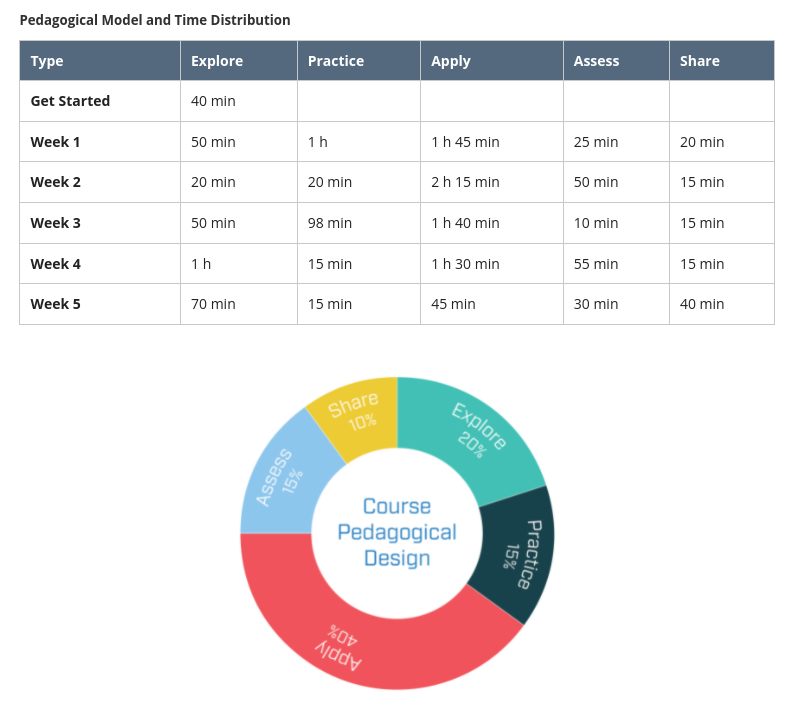 Pedagogical Model and Time Distribution
Type Explore Practice Apply Assess Share
Get Started 40 min
Week 1 50 min 1 h 1 h 45 min 25 min 20 min
Week 2 20 min 20 min 2 h 15 min 50 min 15 min
Week 3 50 min 98 min 1 h 40 min 10 min 15 min
Week 4 1 h 15 min 1 h 30 min 55 min 15 min
Week 5 70 min 15 min 45 min 30 min 40 min
Share
10%
Explore
20%
Assess
15%
Course
Pedagogical
Design
Practice
15%
Apply
40%